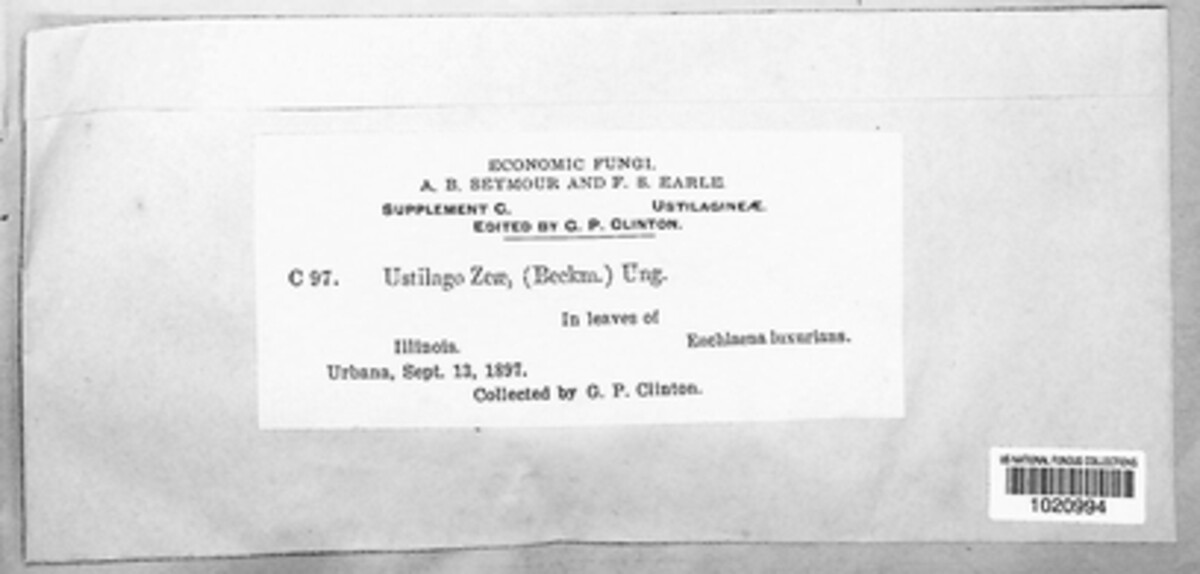 ECONOMIC FUNGI.
A. B. SEYMOUR AND F. S. EARLE
SUPPLEMENT C. USTILAGINEÆ.
EDITED BY G. P. CLINTON.
C 97. Ustilago Zeæ, (Beckm.) Ung.
In leaves of
Euchlaena luxurians.
Illinois.
Urbana, Sept. 13, 1897.
Collected by G. P. Clinton.
US NATIONAL FUNGUS COLLECTIONS
1020994